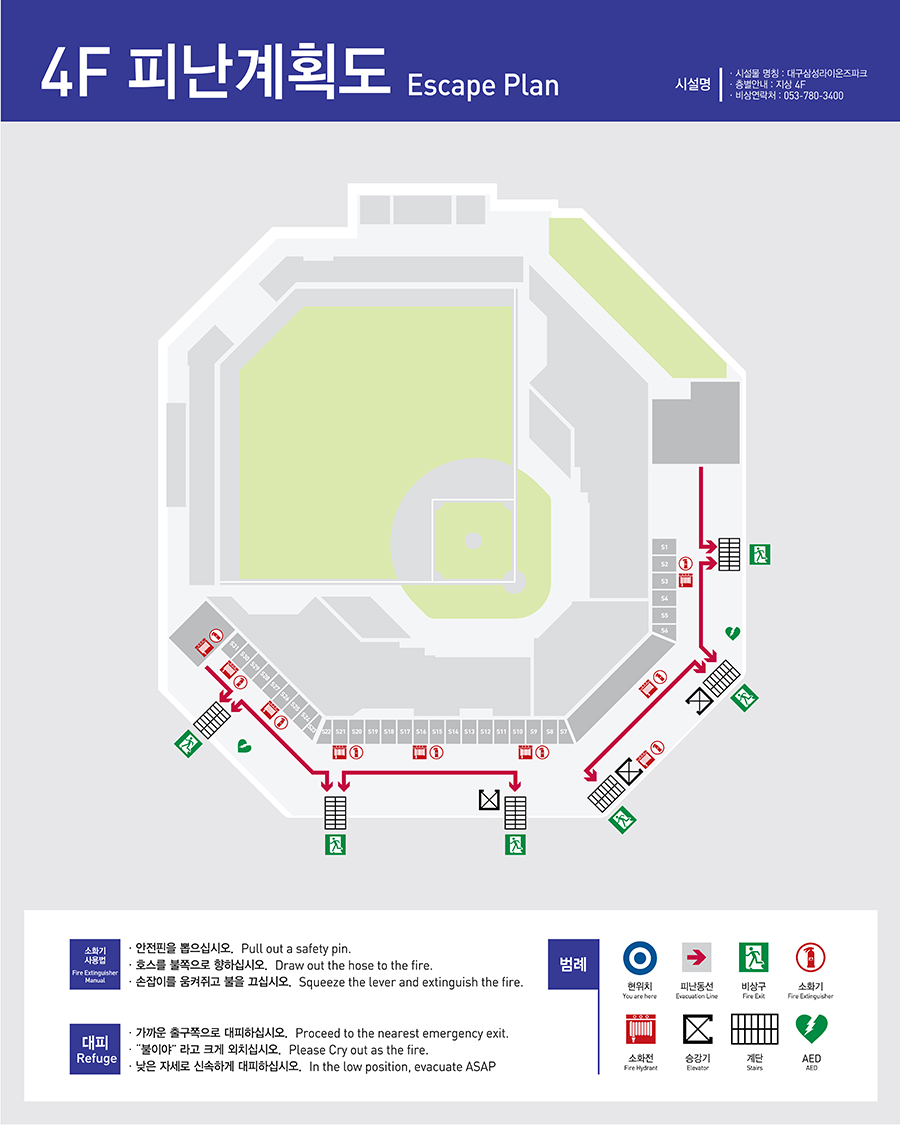 4F 피난계획도 Escape Plan
시설명
· 시설물 명칭 : 대구삼성라이온즈파크
· 층별안내 : 지상 4F
· 비상연락처 : 053-780-3400
S1
S2
S3
S4
S5
S6
S31
S30
S29
S28
S27
S26
S25
S24
S23
S22
S21
S20
S19
S18
S17
S16
S15
S14
S13
S12
S11
S10
S9
S8
S7
소화기
사용법
Fire Extinguisher
Manual
· 안전핀을 뽑으십시오. Pull out a safety pin.
· 호스를 불쪽으로 향하십시오. Draw out the hose to the fire.
· 손잡이를 움켜쥐고 불을 끄십시오. Squeeze the lever and extinguish the fire.
대피
Refuge
· 가까운 출구쪽으로 대피하십시오. Proceed to the nearest emergency exit.
· "불이야" 라고 크게 외치십시오. Please Cry out as the fire.
· 낮은 자세로 신속하게 대피하십시오. In the low position, evacuate ASAP
범례
현위치
You are here
피난동선
Evacuation Line
비상구
Fire Exit
소화기
Fire Extinguisher
소화전
Fire Hydrant
승강기
Elevator
계단
Stairs
AED
AED